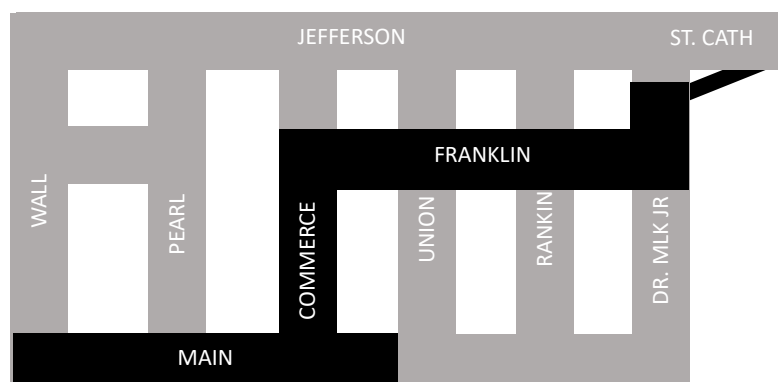 JEFFERSON
ST. CATH
FRANKLIN
WALL
PEARL
COMMERCE
UNION
RANKIN
DR. MLK JR
MAIN